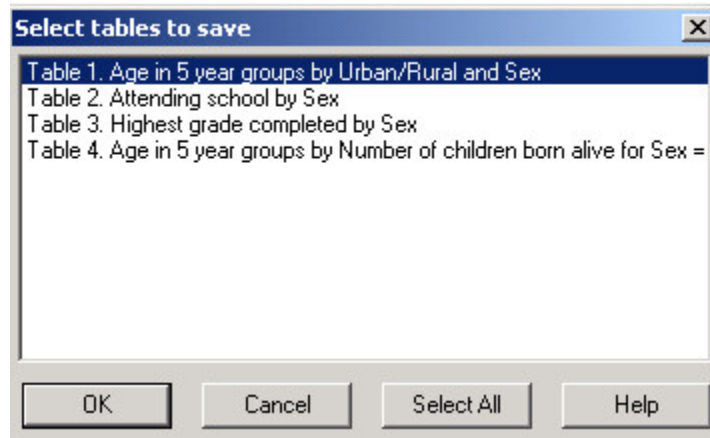 Select tables to save
Table 1. Age in 5 year groups by Urban/Rural and Sex
Table 2. Attending school by Sex
Table 3. Highest grade completed by Sex
Table 4. Age in 5 year groups by Number of children born alive for Sex =
OK Cancel Select All Help